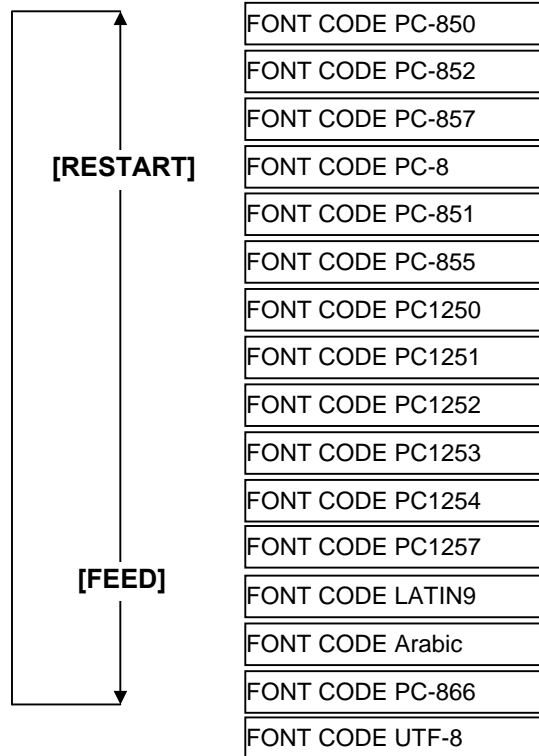 FONT CODE PC-850
FONT CODE PC-852
FONT CODE PC-857
[RESTART]
FONT CODE PC-8
FONT CODE PC-851
FONT CODE PC-855
FONT CODE PC1250
FONT CODE PC1251
FONT CODE PC1252
FONT CODE PC1253
FONT CODE PC1254
FONT CODE PC1257
[FEED]
FONT CODE LATIN9
FONT CODE Arabic
FONT CODE PC-866
FONT CODE UTF-8